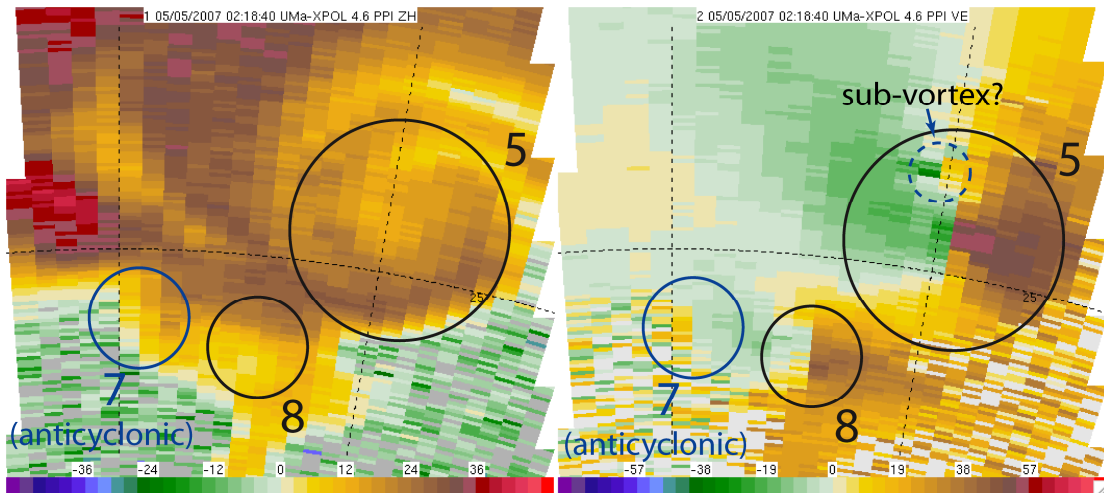 1 05/05/2007 02:18:40 UMa-XPOL 4.6 PPI ZH
5
25
7
8
(anticyclonic)
-36 -24 -12 0 12 24 36
2 05/05/2007 02:18:40 UMa-XPOL 4.6 PPI VE
sub-vortex?
5
25
7
8
(anticyclonic)
-57 -38 -19 0 19 38 57